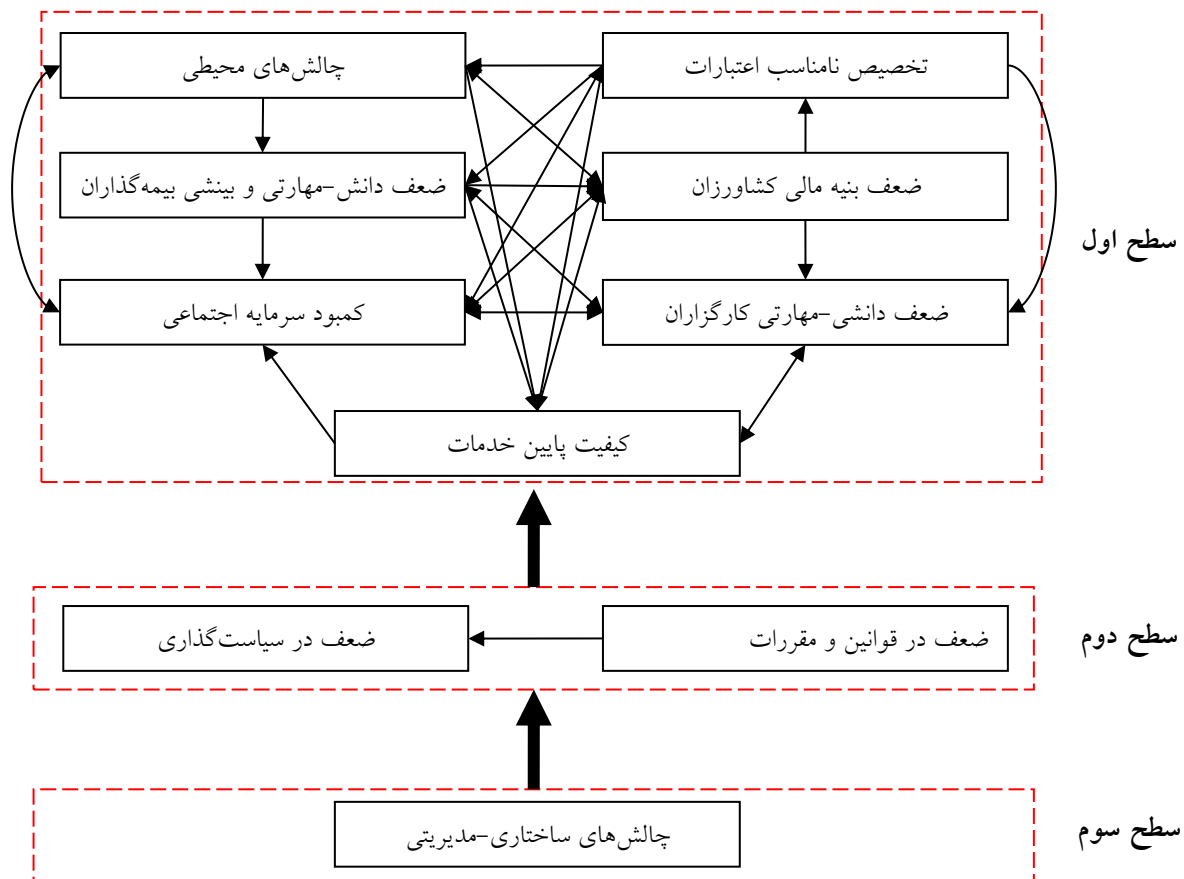 تخصیص نامناسب اعتبارات
چالش‌های محیطی
ضعف بنیه مالی کشاورزان
ضعف دانش-مهارتی و بینشی بیمه‌گذاران
سطح اول
ضعف دانشی-مهارتی کارگزاران
کمبود سرمایه اجتماعی
کیفیت پایین خدمات
سطح دوم
ضعف در قوانین و مقررات
ضعف در سیاست‌گذاری
سطح سوم
چالش‌های ساختاری-مدیریتی